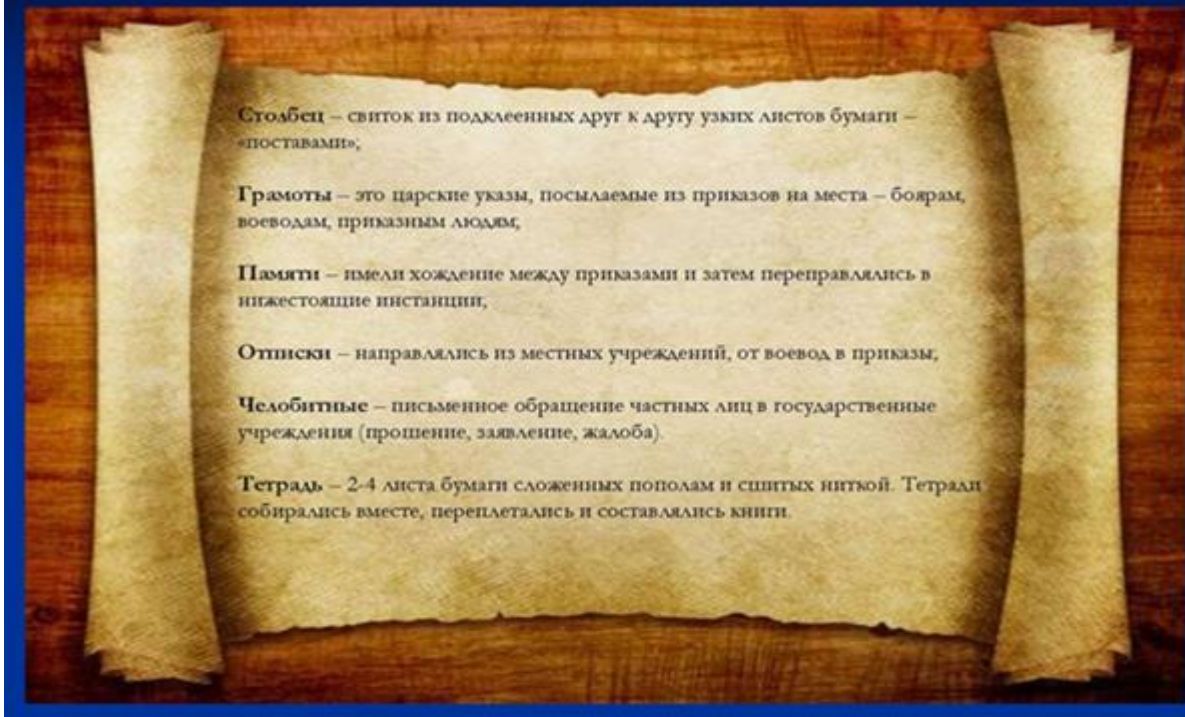 Столбец – свиток из подклеенных друг к другу узких листов бумаги –
«поставами»;
Грамоты – это царские указы, посылаемые из приказов на места – боярам,
воеводам, приказным людям;
Памяти – имели хождение между приказами и затем переправлялись в
нижестоящие инстанции;
Отписки – направлялись из местных учреждений, от воевод в приказы;
Челобитные – письменное обращение частных лиц в государственные
учреждения (прошение, заявление, жалоба).
Тетрадь – 2-4 листа бумаги сложенных пополам и сшитых ниткой. Тетради
собирались вместе, переплетались и составлялись книги.